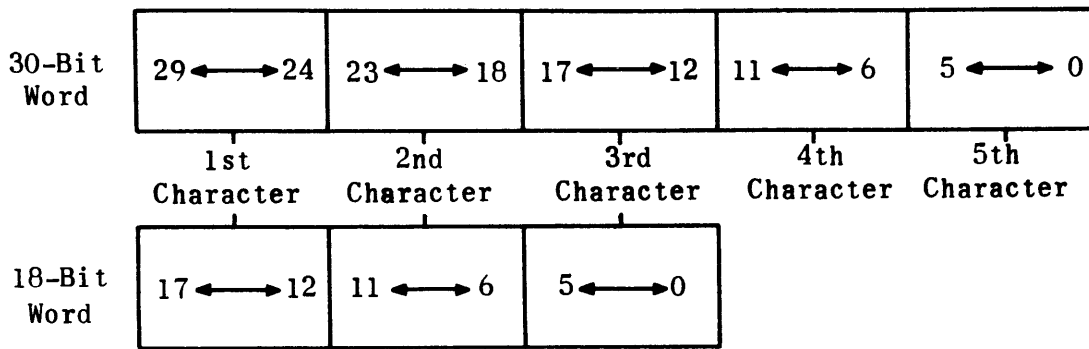 30-Bit
Word
29 24 23 18 17 12 11 6 5 0
1st
Character
2nd
Character
3rd
Character
4th
Character
5th
Character
18-Bit
Word
17 12 11 6 5 0